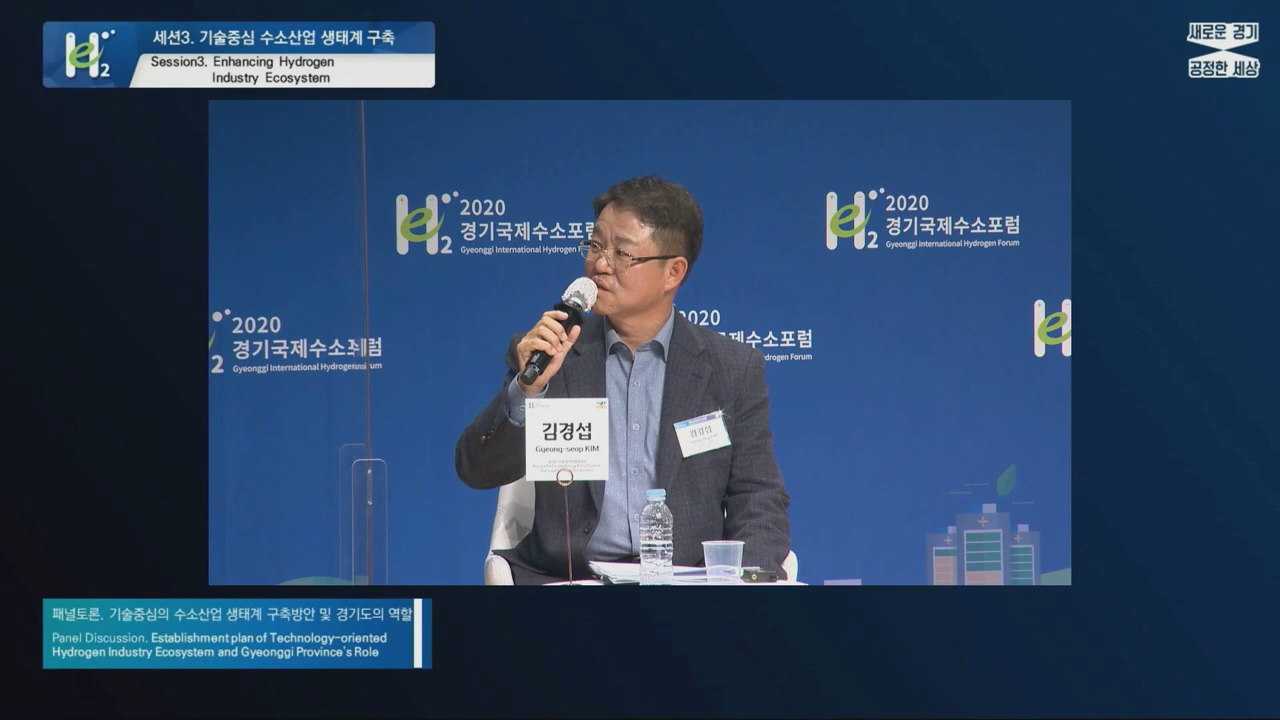 세션3. 기술중심 수소산업 생태계 구축
Session3. Enhancing Hydrogen
Industry Ecosystem
새로운 경기
공정한 세상
H2
2020
경기국제수소포럼
Gyeonggi International Hydrogen
2020
경기국제수소포럼
Gyeonggi International Hydrogen Forum
2020
경기국제수소포럼
Gyeonggi International Hydrogen Forum
2020
제수소포럼
Hydrogen Forum
김경섭
Gyeong-seop KIM
김경섭
패널토론. 기술중심의 수소산업 생태계 구축방안 및 경기도의 역할
Panel Discussion. Establishment plan of Technology-oriented
Hydrogen Industry Ecosystem and Gyeonggi Province's Role